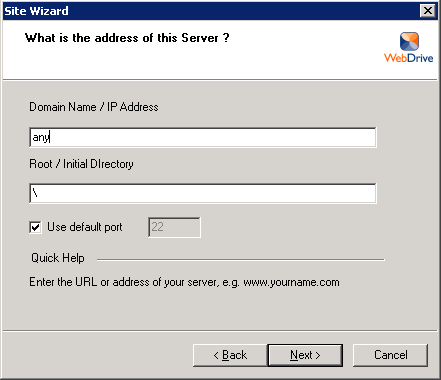 Site Wizard
What is the address of this Server ?
WebDrive
Domain Name / IP Address
any
Root / Initial DIrectory
\
Use default port 22
Quick Help
Enter the URL or address of your server, e.g. www.yourname.com
< Back Next > Cancel